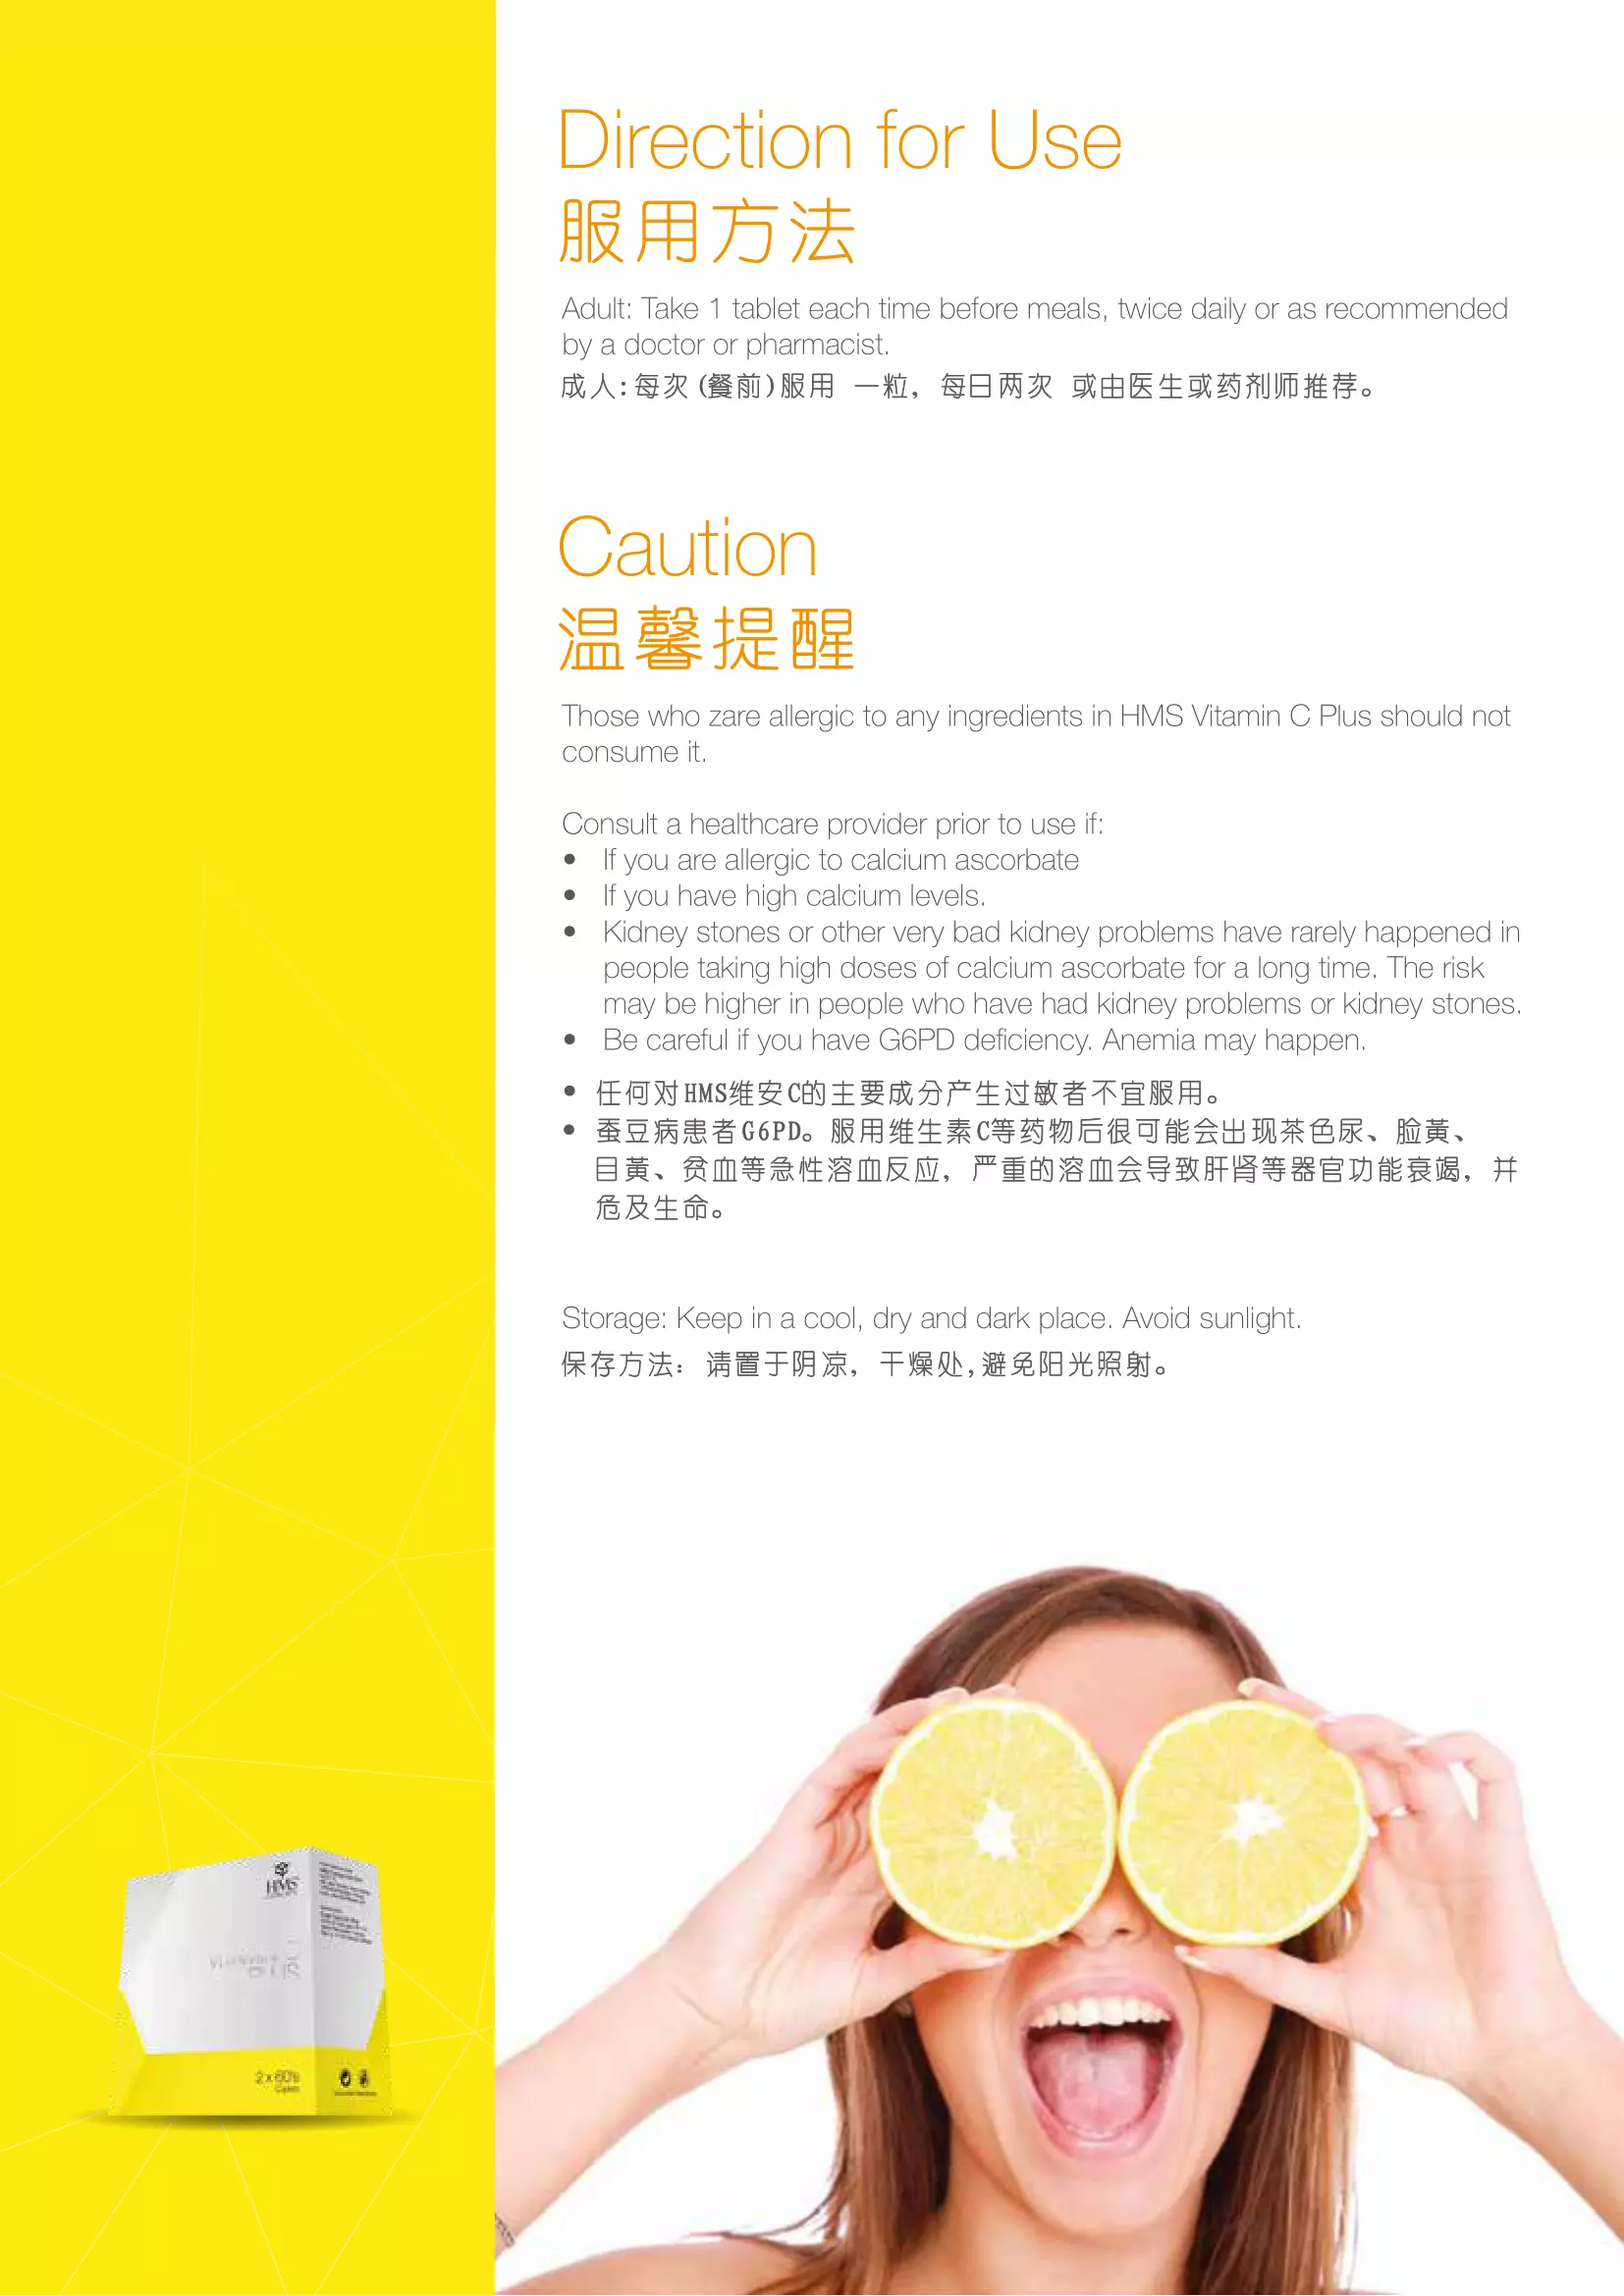 Direction for Use
服用方法
Adult: Take 1 tablet each time before meals, twice daily or as recommended
by a doctor or pharmacist.
成人:每次(餐前)服用 一粒，每日两次 或由医生或药剂师推荐。
Caution
温馨提醒
Those who zare allergic to any ingredients in HMS Vitamin C Plus should not
consume it.
Consult a healthcare provider prior to use if:
• If you are allergic to calcium ascorbate
• If you have high calcium levels.
• Kidney stones or other very bad kidney problems have rarely happened in
people taking high doses of calcium ascorbate for a long time. The risk
may be higher in people who have had kidney problems or kidney stones.
• Be careful if you have G6PD deficiency. Anemia may happen.
• 任何对HMS维安C的主要成分产生过敏者不宜服用。
• 蚕豆病患者G6PD。服用维生素C等药物后很可能会出现茶色尿、脸黄、
目黄、贫血等急性溶血反应，严重的溶血会导致肝肾等器官功能衰竭，并
危及生命。
Storage: Keep in a cool, dry and dark place. Avoid sunlight.
保存方法：请置于阴凉，干燥处,避免阳光照射。
HMS
PLUS
2 x 60's